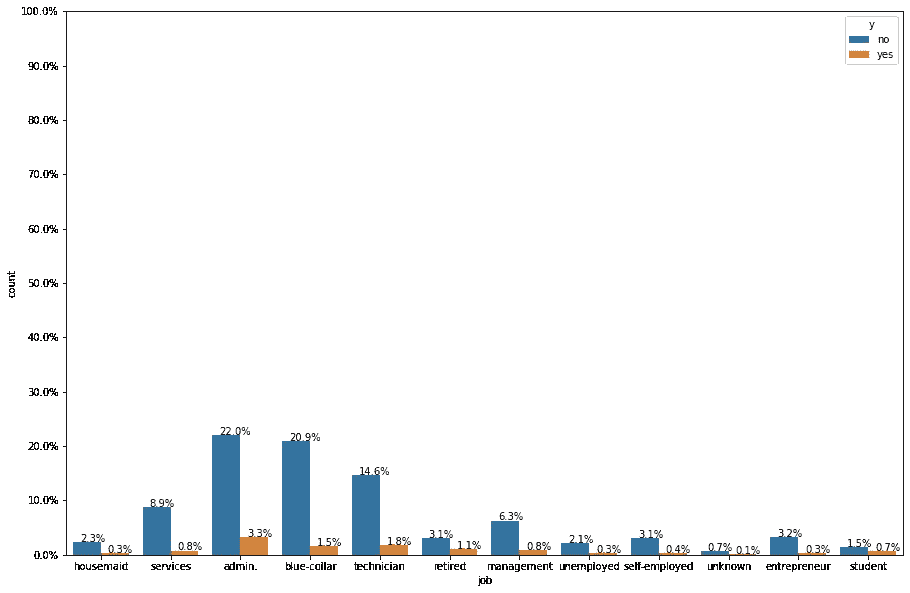 100.0%
90.0%
80.0%
70.0%
60.0%
50.0%
40.0%
30.0%
20.0%
10.0%
0.0%
count
y
no
yes
2.3% 0.3% 8.9% 0.8% 22.0% 3.3% 20.9% 1.5% 14.6% 1.8% 3.1% 1.1% 6.3% 0.8% 2.1% 0.3% 3.1% 0.4% 0.7% 0.1% 3.2% 0.3% 1.5% 0.7%
housemaid services admin. blue-collar technician retired management unemployed self-employed unknown entrepreneur student
job